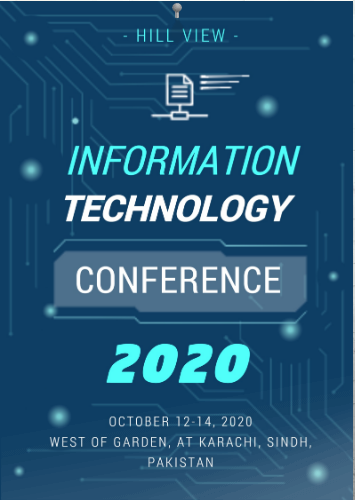 - HILL VIEW -
INFORMATION
TECHNOLOGY
CONFERENCE
2020
OCTOBER 12-14, 2020
WEST OF GARDEN, AT KARACHI, SINDH,
PAKISTAN